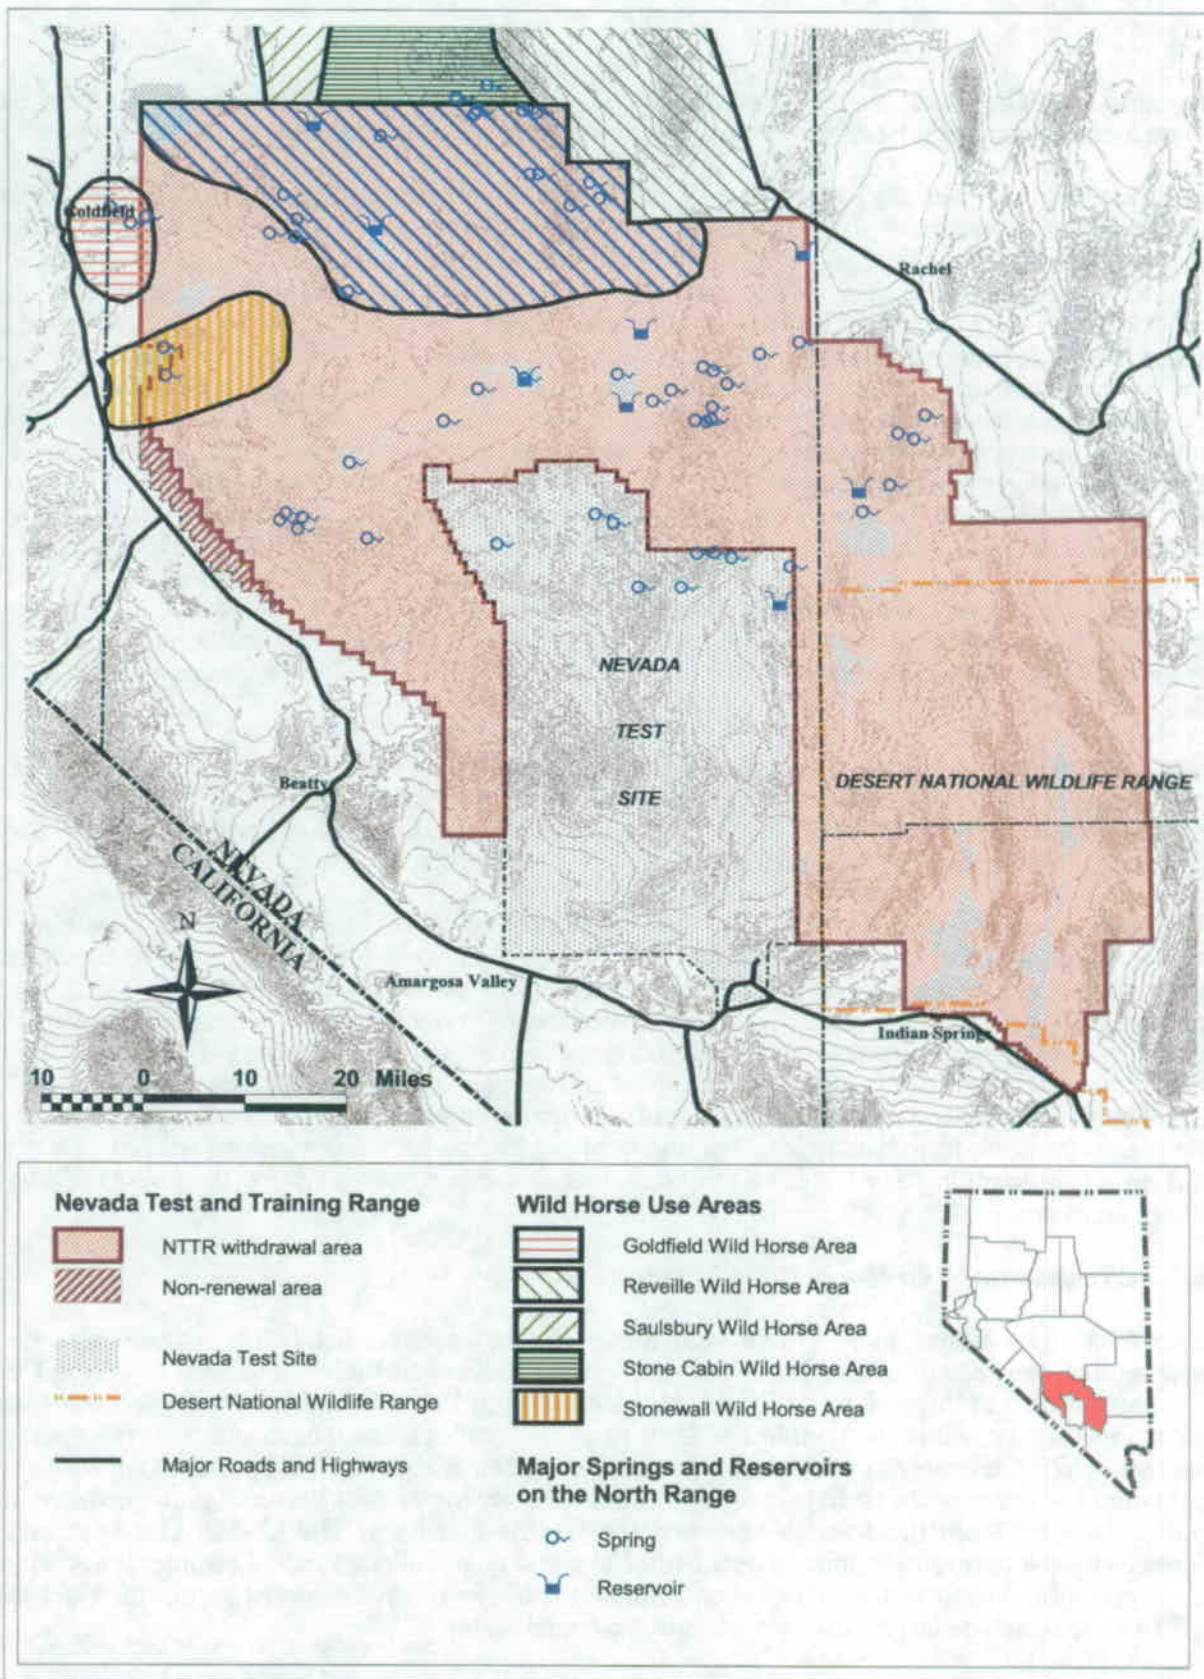 Goldfield
Rachel
NEVADA
TEST
SITE
DESERT NATIONAL WILDLIFE RANGE
Beatty
NEVADA
CALIFORNIA
N
Amargosa Valley
Indian Springs
10 0 10 20 Miles
Nevada Test and Training Range
NTTR withdrawal area
Non-renewal area
Nevada Test Site
Desert National Wildlife Range
Major Roads and Highways
Wild Horse Use Areas
Goldfield Wild Horse Area
Reveille Wild Horse Area
Saulsbury Wild Horse Area
Stone Cabin Wild Horse Area
Stonewall Wild Horse Area
Major Springs and Reservoirs
on the North Range
Spring
Reservoir